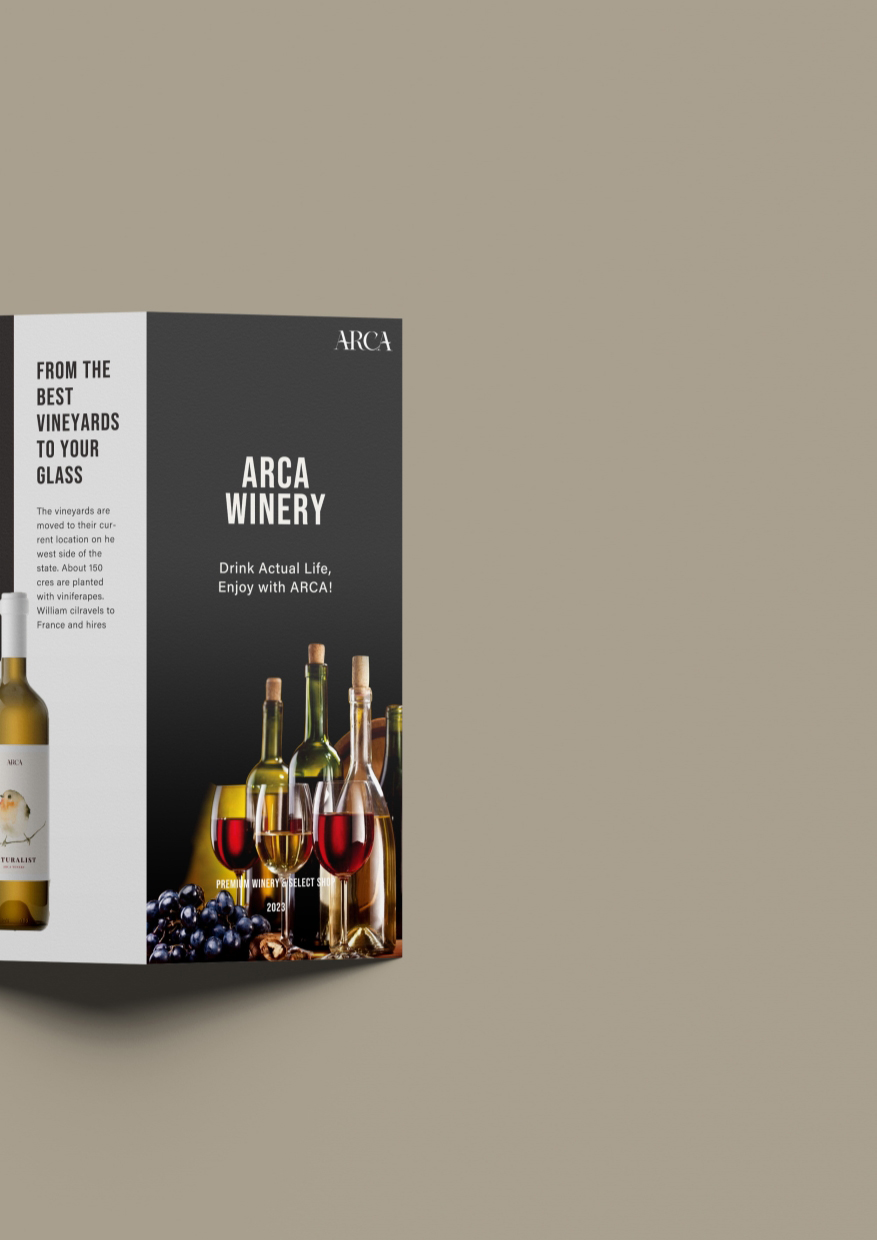 FROM THE
BEST
VINEYARDS
TO YOUR
GLASS
The vineyards are
moved to their cur-
rent location on he
west side of the
state. About 150
cres are planted
with viniferapes.
William cilravels to
France and hires
ARCA
TURALIST
ARCA
ARCA
WINERY
Drink Actual Life,
Enjoy with ARCA!
PREMIUM WINERY & SELECT SHOP
2023